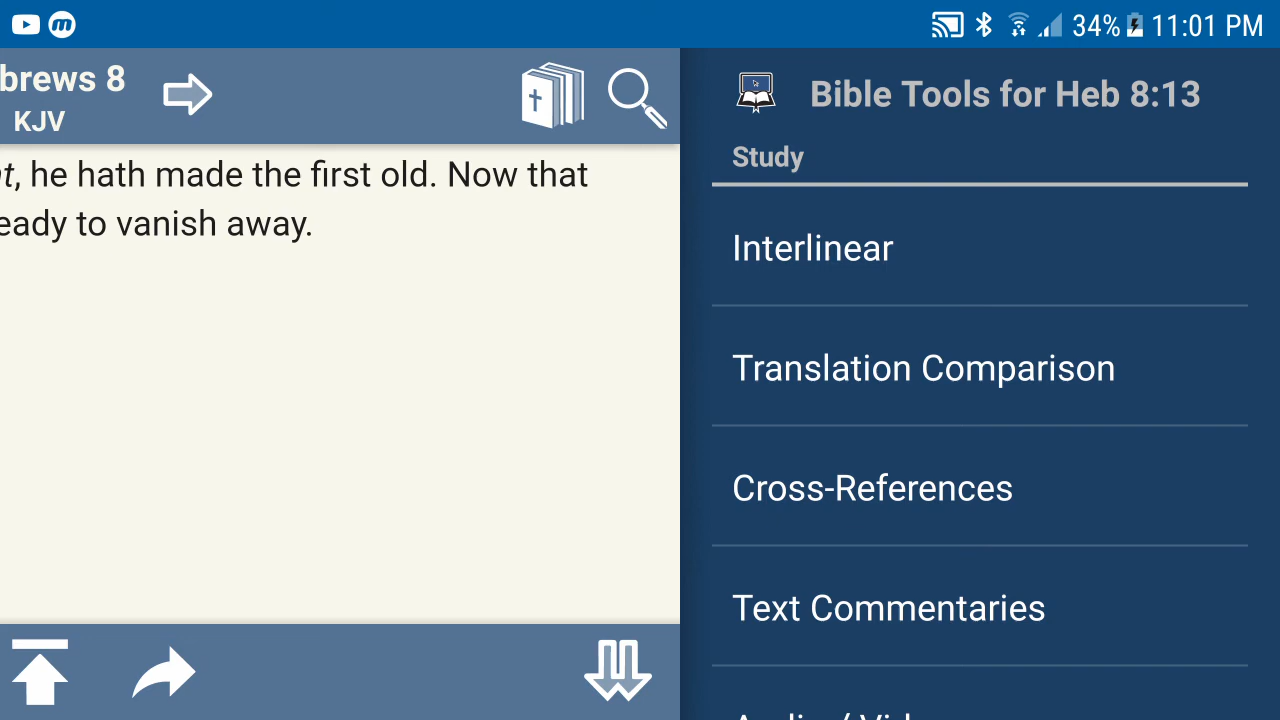 34% 11:01 PM
brews 8
KJV
t, he hath made the first old. Now that
eady to vanish away.
Bible Tools for Heb 8:13
Study
Interlinear
Translation Comparison
Cross-References
Text Commentaries